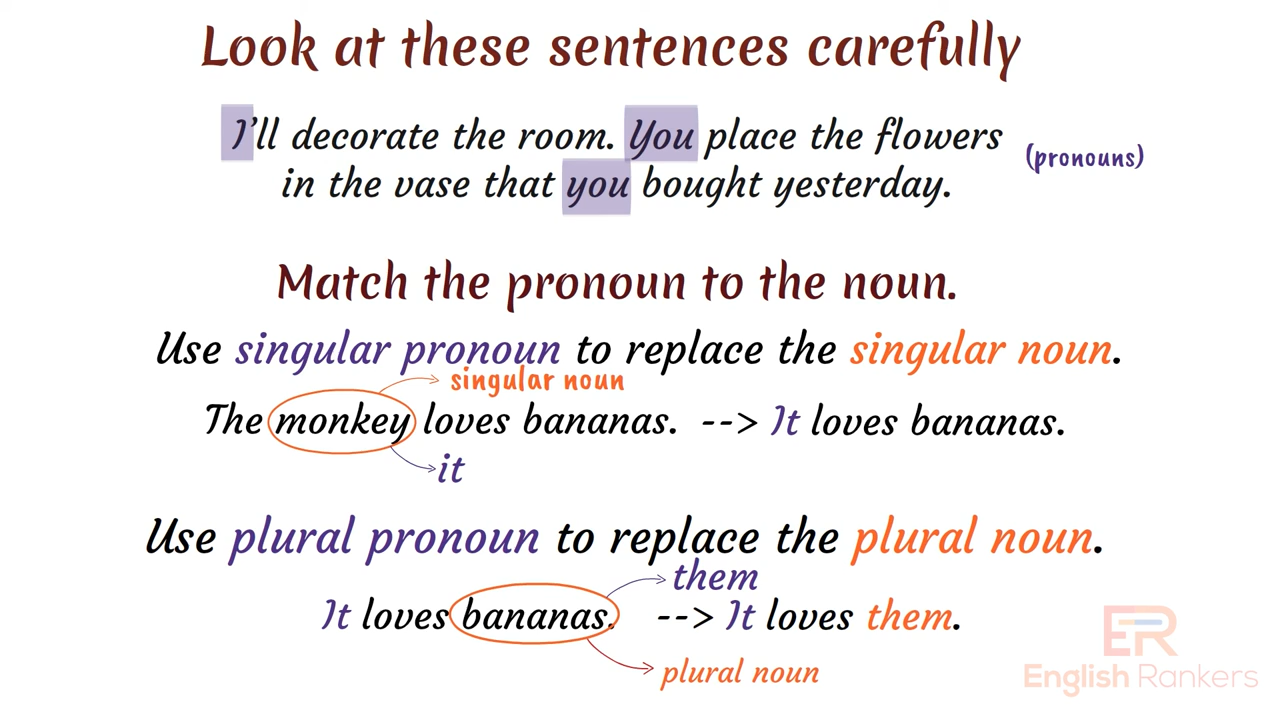 Look at these sentences carefully
I'll decorate the room. You place the flowers
in the vase that you bought yesterday.
(pronouns)
Match the pronoun to the noun.
Use singular pronoun to replace the singular noun.
singular noun
The monkey loves bananas. --> It loves bananas.
it
Use plural pronoun to replace the plural noun.
them
It loves bananas. --> It loves them.
plural noun
ER
English Rankers